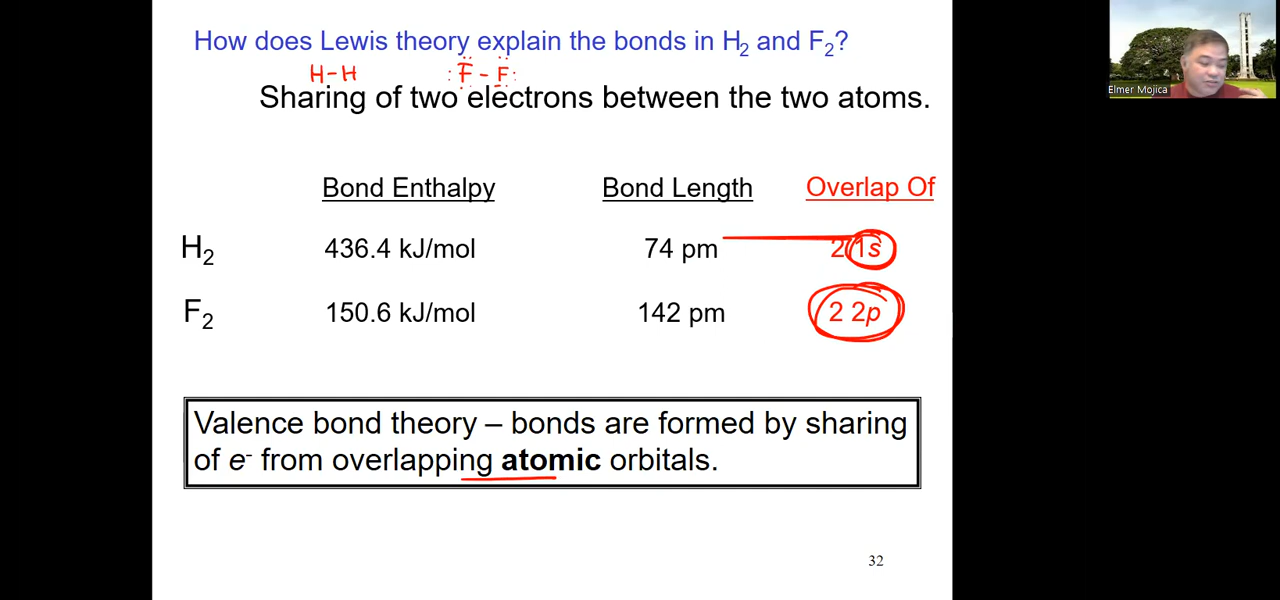 How does Lewis theory explain the bonds in H₂ and F₂?
H-H :F̈-F̈:
Sharing of two electrons between the two atoms.
Bond Enthalpy Bond Length Overlap Of
H₂ 436.4 kJ/mol 74 pm 2 1s
F₂ 150.6 kJ/mol 142 pm 2 2p
Valence bond theory – bonds are formed by sharing
of e⁻ from overlapping atomic orbitals.
32
Elmer Mojica